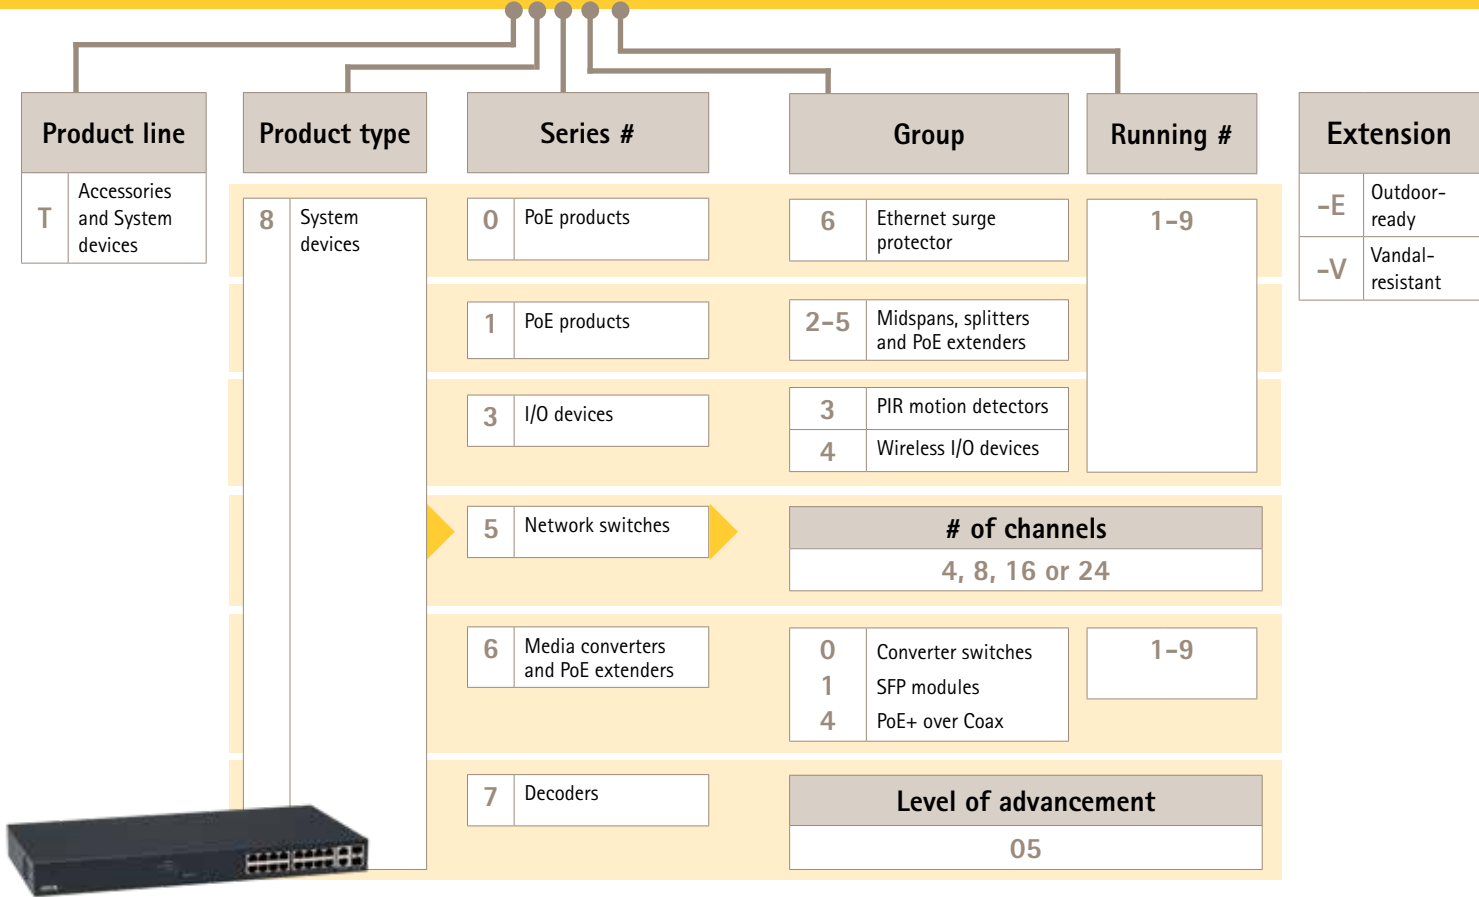 Product line
Product type
Series #
Group
Running #
Extension
T
Accessories
and System
devices
8
System
devices
0
PoE products
6
Ethernet surge
protector
1-9
-E
Outdoor-
ready
-V
Vandal-
resistant
1
PoE products
2-5
Midspans, splitters
and PoE extenders
3
I/O devices
3
PIR motion detectors
4
Wireless I/O devices
5
Network switches
# of channels
4, 8, 16 or 24
6
Media converters
and PoE extenders
0
Converter switches
1
SFP modules
4
PoE+ over Coax
1-9
7
Decoders
Level of advancement
05